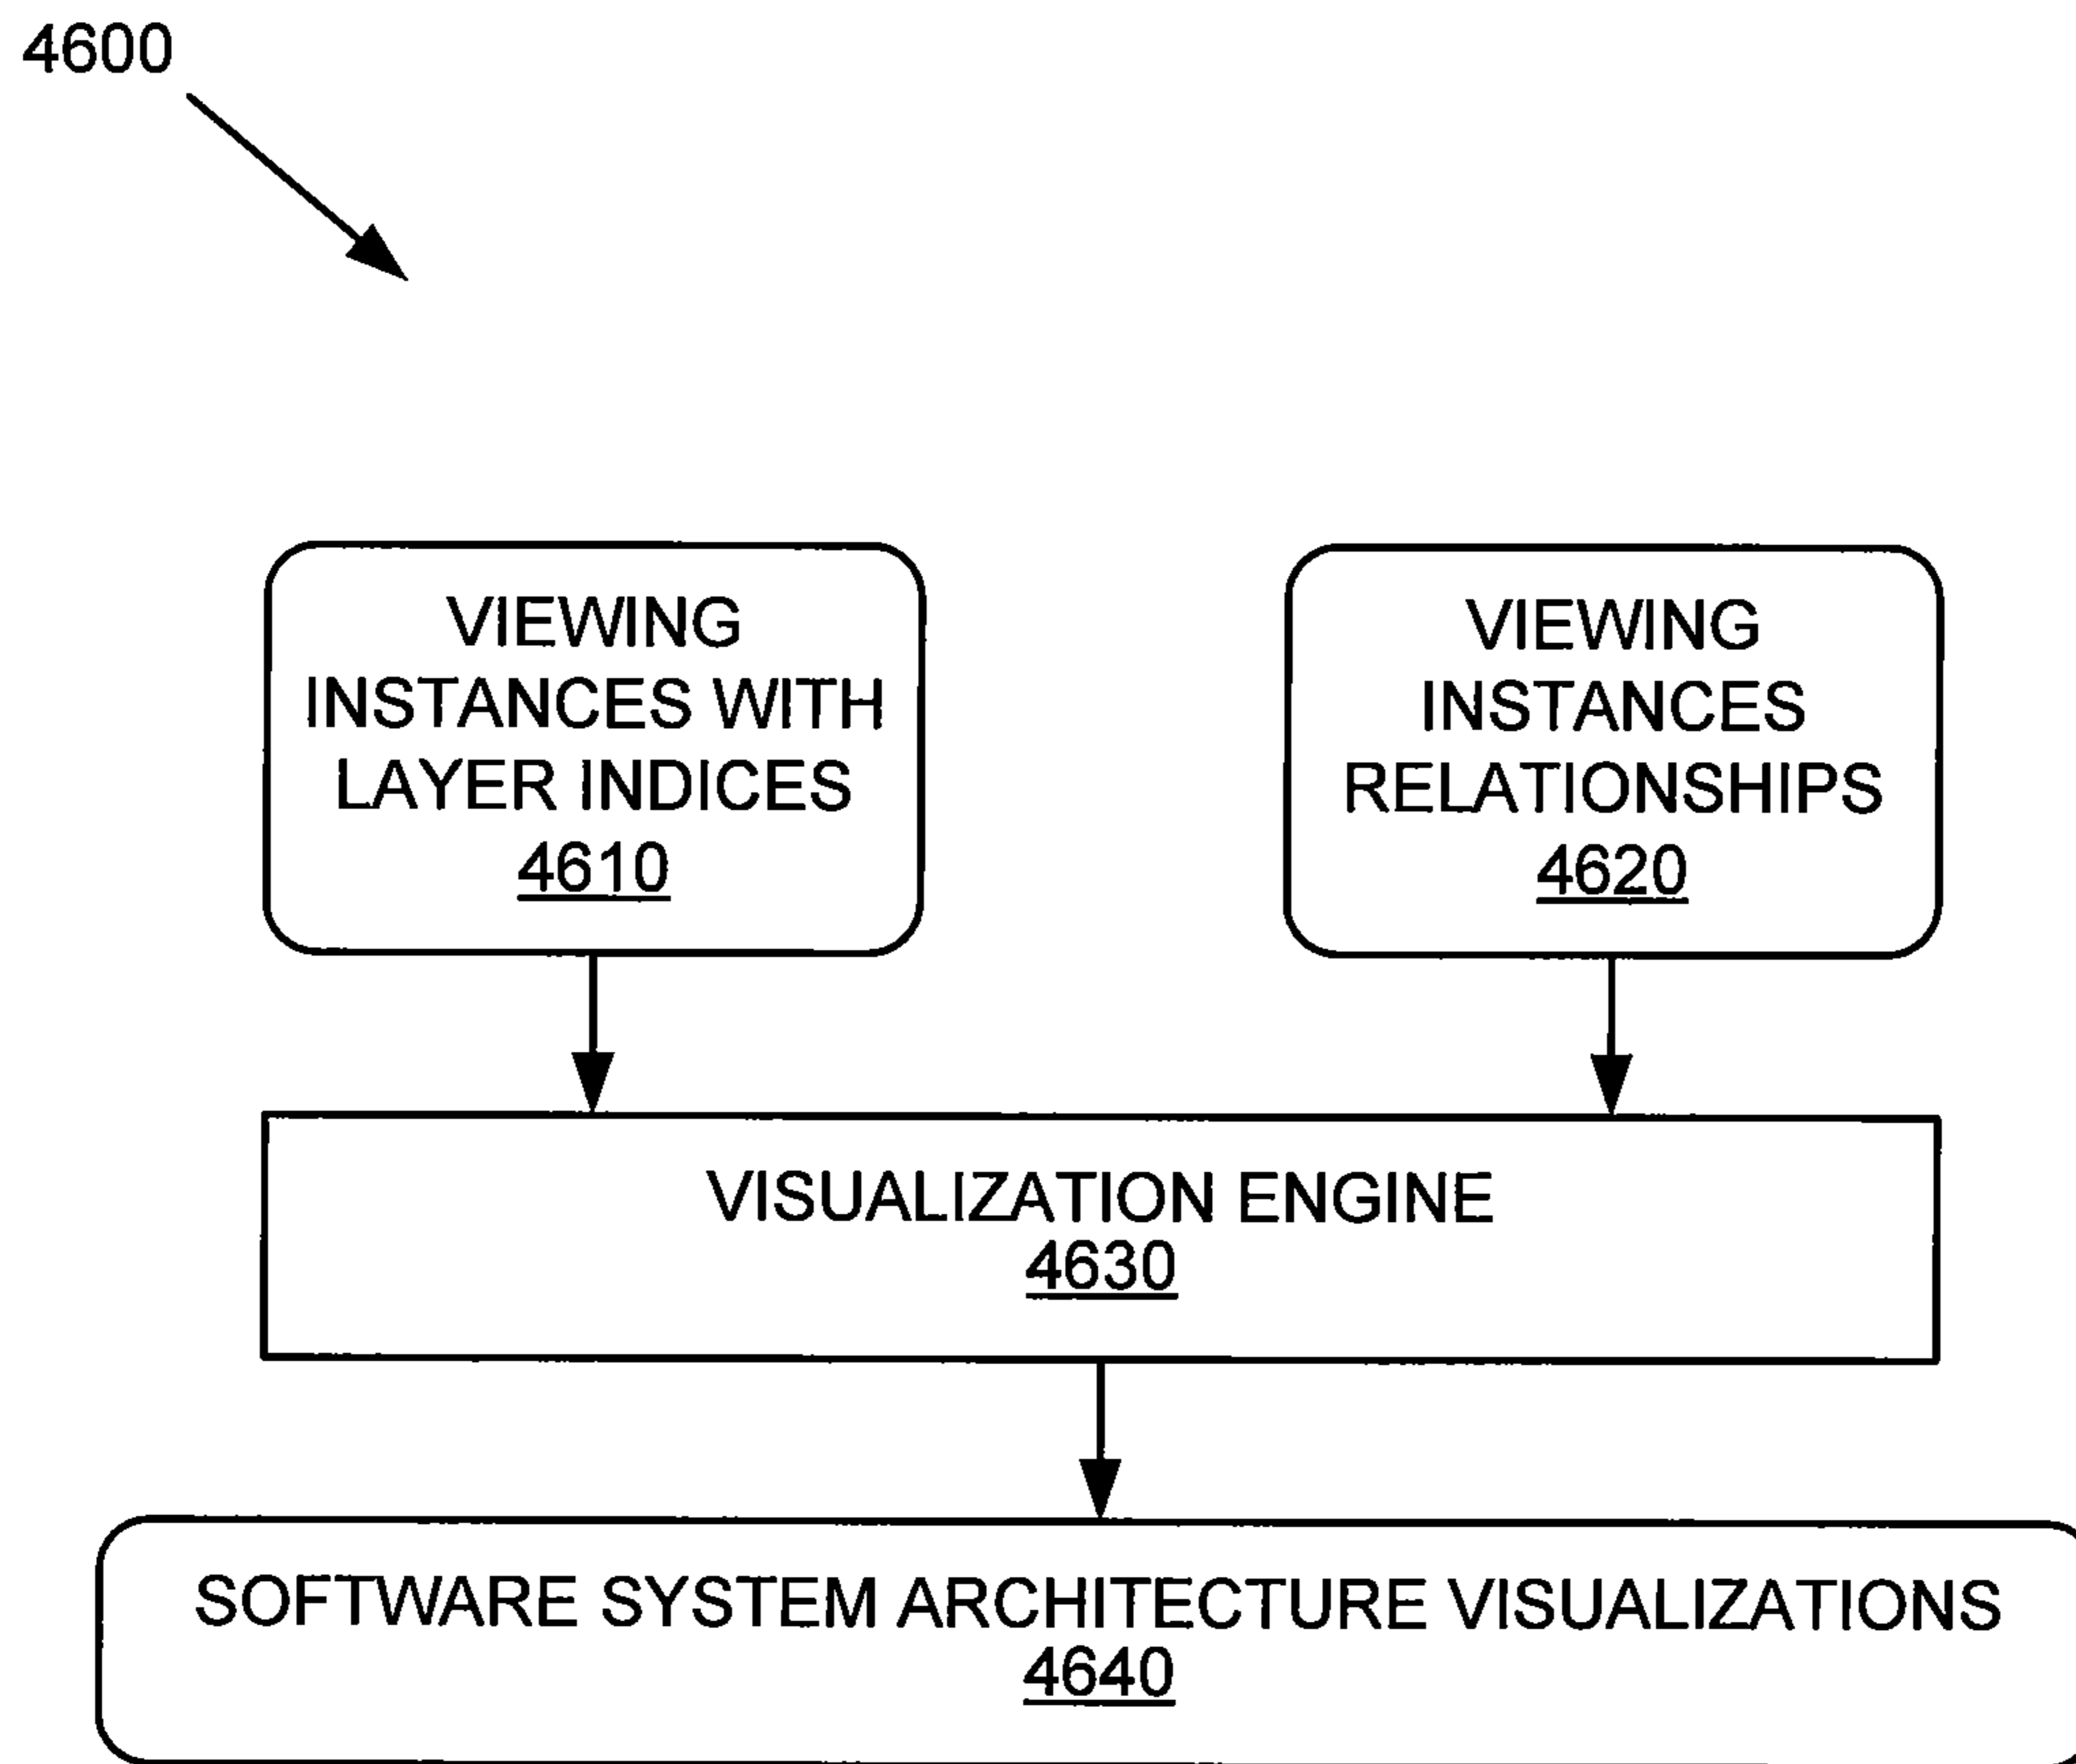 4600
VIEWING
INSTANCES WITH
LAYER INDICES
4610
VIEWING
INSTANCES
RELATIONSHIPS
4620
VISUALIZATION ENGINE
4630
SOFTWARE SYSTEM ARCHITECTURE VISUALIZATIONS
4640